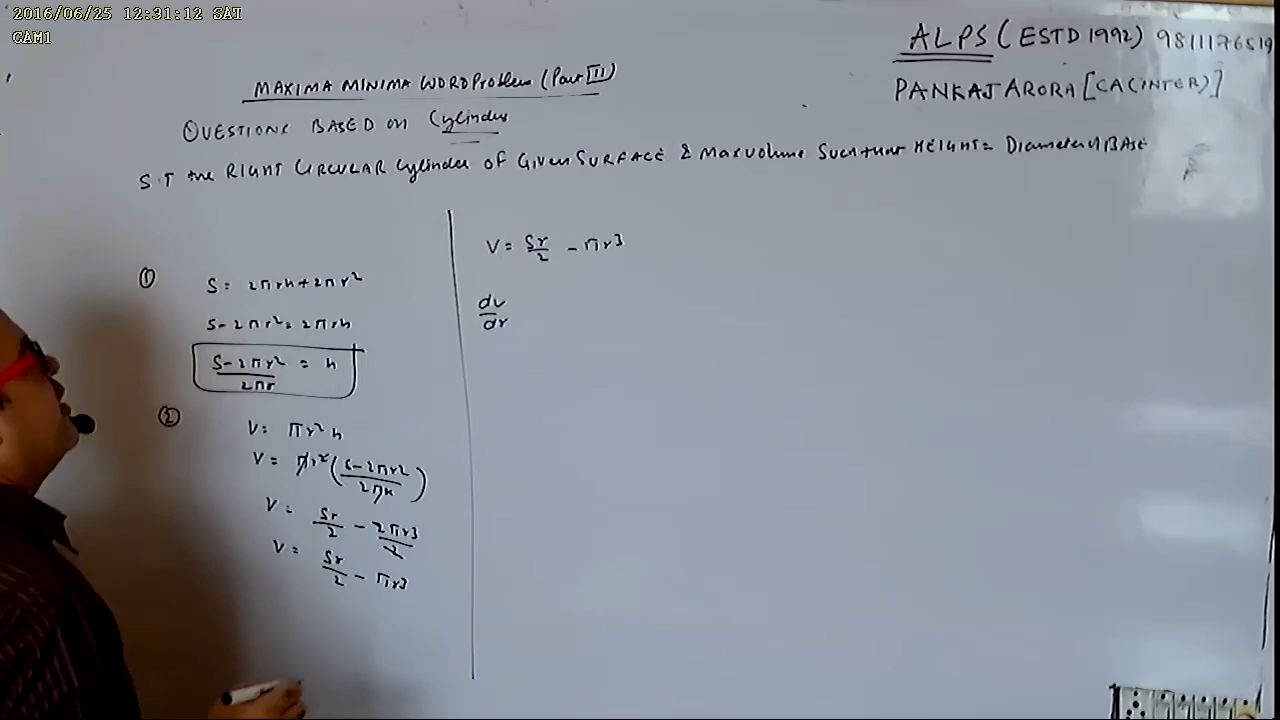 2016/06/25 12:31:12 SAT
CAM1
ALPS (ESTD 1992) 9811176519
PANKAJ ARORA [CA(INTER)]
MAXIMA MINIMA WORD Problem (Part III)
QUESTIONS BASED on Cylinder
S.T the RIGHT CIRCULAR Cylinder OF Given SURFACE & Max volume Such that HEIGHT = Diameter of BASE
①
S = 2πrh + 2πr²
S - 2πr² = 2πrh
S - 2πr² / 2πr = h
②
V = πr²h
V = πr² (S - 2πr² / 2πr)
V = Sr/2 - 2πr3/2
V = Sr/2 - πr3
V = Sr/2 - πr3
dv/dr